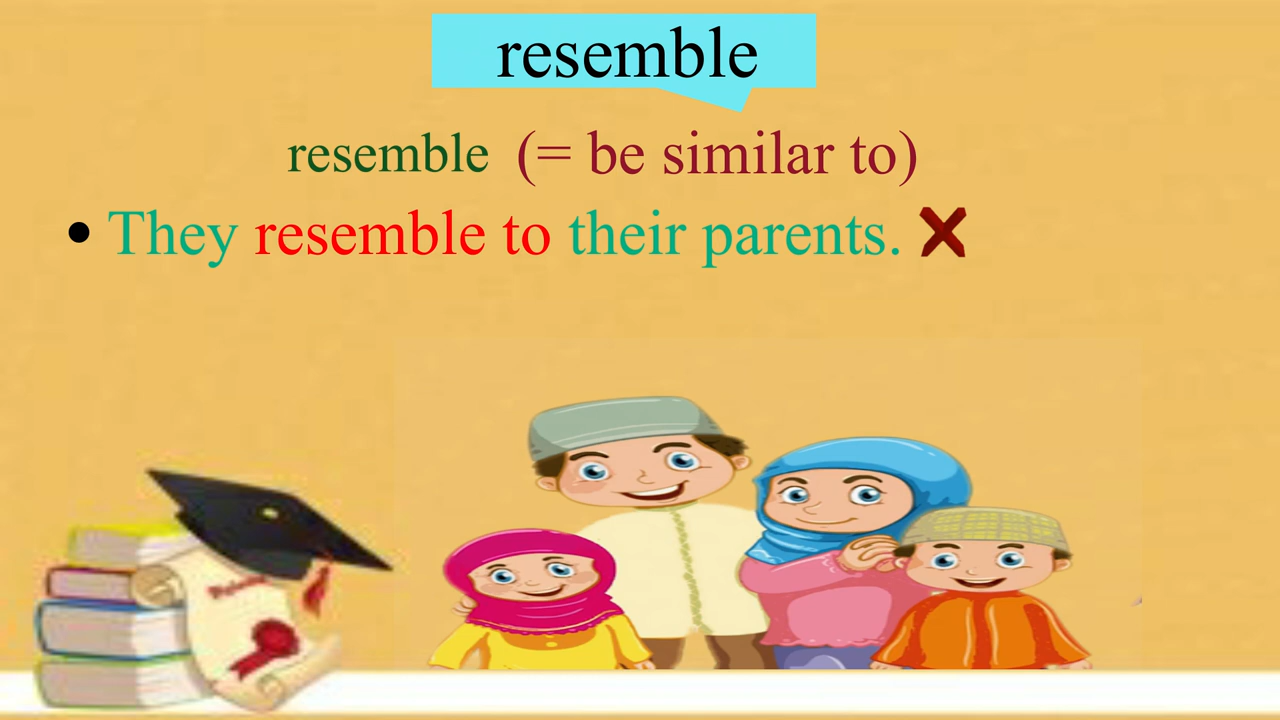 resemble
resemble (= be similar to)
• They resemble to their parents. ❌